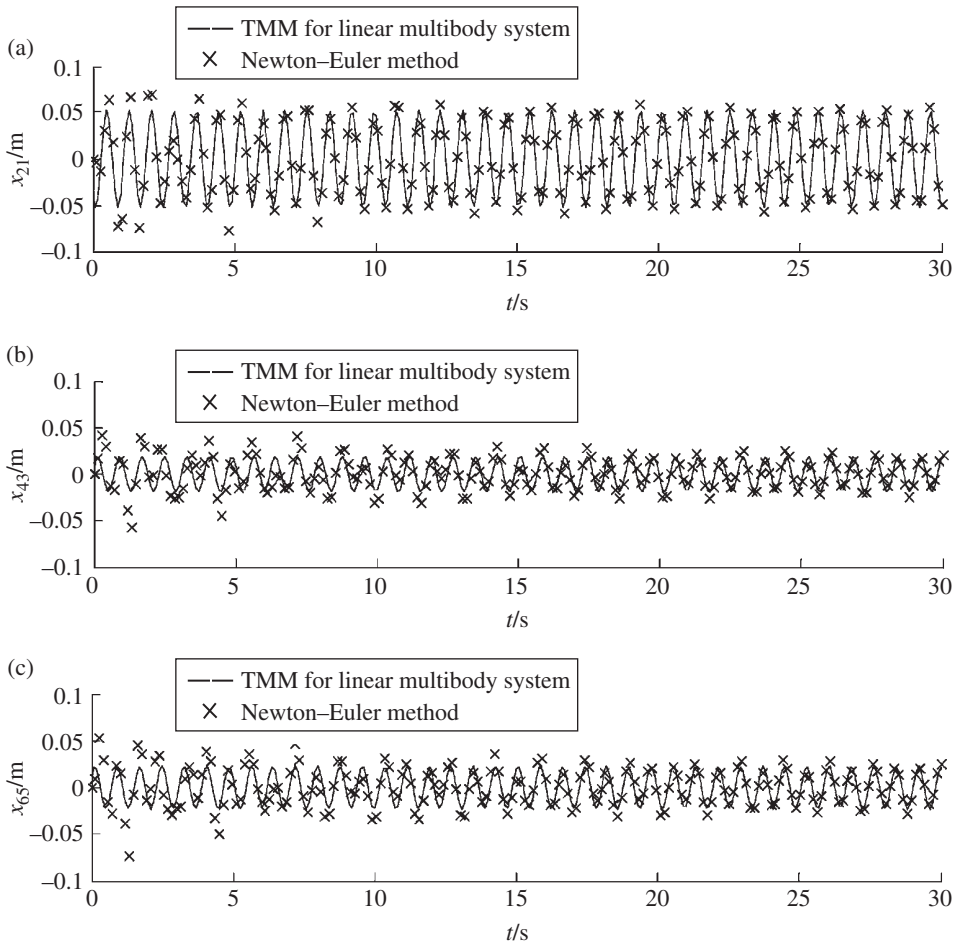 TMM for linear multibody system
Newton–Euler method
(a)
0.1
0.05
0
−0.05
−0.1
x21/m
0 5 10 15 20 25 30
t/s
TMM for linear multibody system
Newton–Euler method
(b)
0.1
0.05
0
−0.05
−0.1
x43/m
0 5 10 15 20 25 30
t/s
TMM for linear multibody system
Newton–Euler method
(c)
0.1
0.05
0
−0.05
−0.1
x65/m
0 5 10 15 20 25 30
t/s